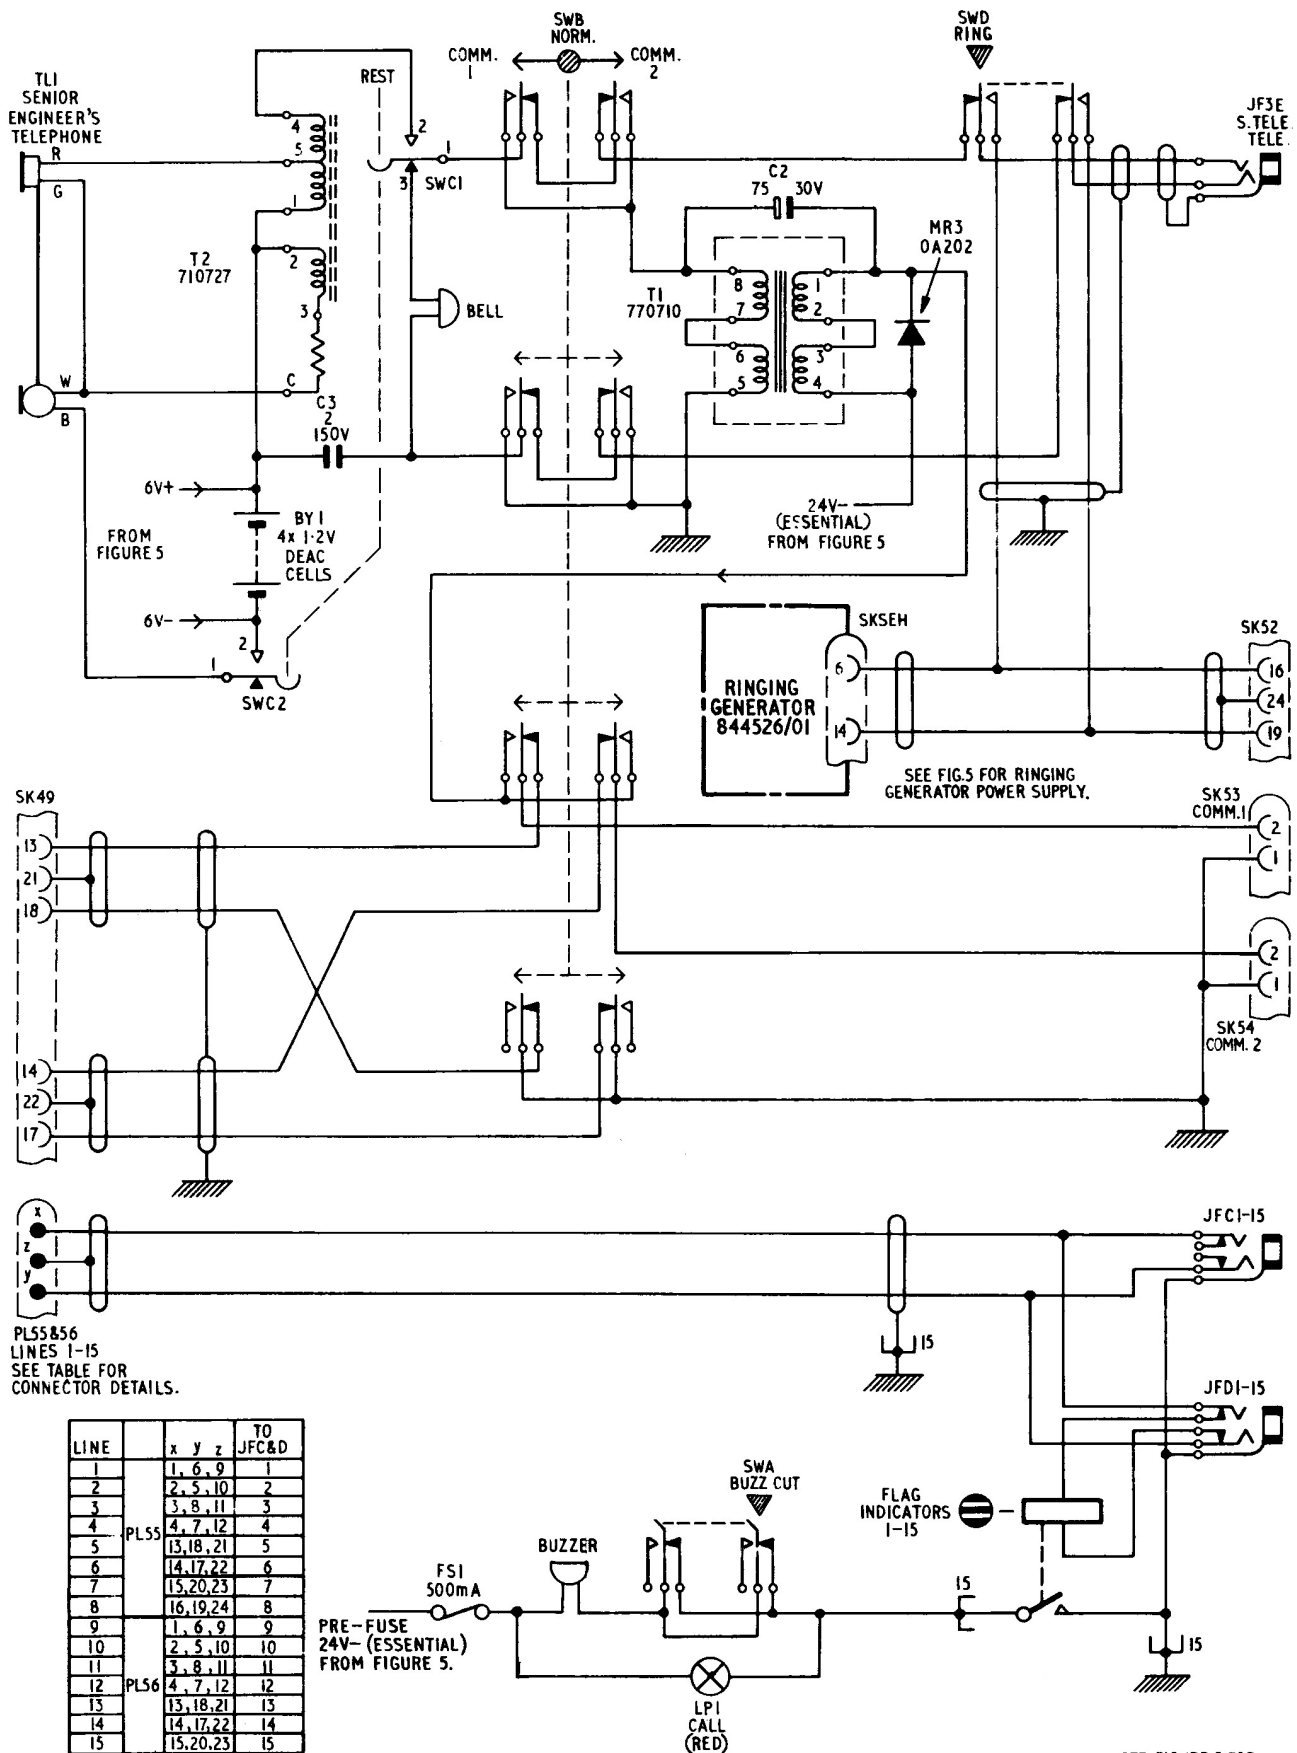 SWB
NORM.
COMM.
1
COMM.
2
SWD
RING
TL1
SENIOR
ENGINEER'S
TELEPHONE
R
G
4
5
1
2
3
C
REST
2
1
3
SWC1
JF3E
S.TELE.
TELE.
C2
75 30V
MR3
0A202
T2
710727
BELL
T1
770710
8
7
6
5
1
2
3
4
W
B
C3
2
150V
6V+
FROM
FIGURE 5
BY1
4x 1·2V
DEAC
CELLS
6V-
2
1
SWC2
24V-
(ESSENTIAL)
FROM FIGURE 5
RINGING
GENERATOR
844526/01
SKSEH
6
14
SK52
16
24
19
SEE FIG.5 FOR RINGING
GENERATOR POWER SUPPLY.
SK49
13
21
18
14
22
17
SK53
COMM.1
2
1
2
1
SK54
COMM. 2
x
z
y
PL55&56
LINES 1-15
SEE TABLE FOR
CONNECTOR DETAILS.
JFC1-15
15
JFD1-15
LINE x y z TO JFC&D
1 1, 6, 9 1
2 2, 5, 10 2
3 3, 8, 11 3
4 PL55 4, 7, 12 4
5 13,18,21 5
6 14,17,22 6
7 15,20,23 7
8 16,19,24 8
9 1, 6, 9 9
10 2, 5, 10 10
11 3, 8, 11 11
12 PL56 4, 7, 12 12
13 13,18,21 13
14 14,17,22 14
15 15,20,23 15
SWA
BUZZ CUT
FLAG
INDICATORS
1-15
FS1
500mA
BUZZER
15
PRE-FUSE
24V- (ESSENTIAL)
FROM FIGURE 5.
15
LP1
CALL
(RED)